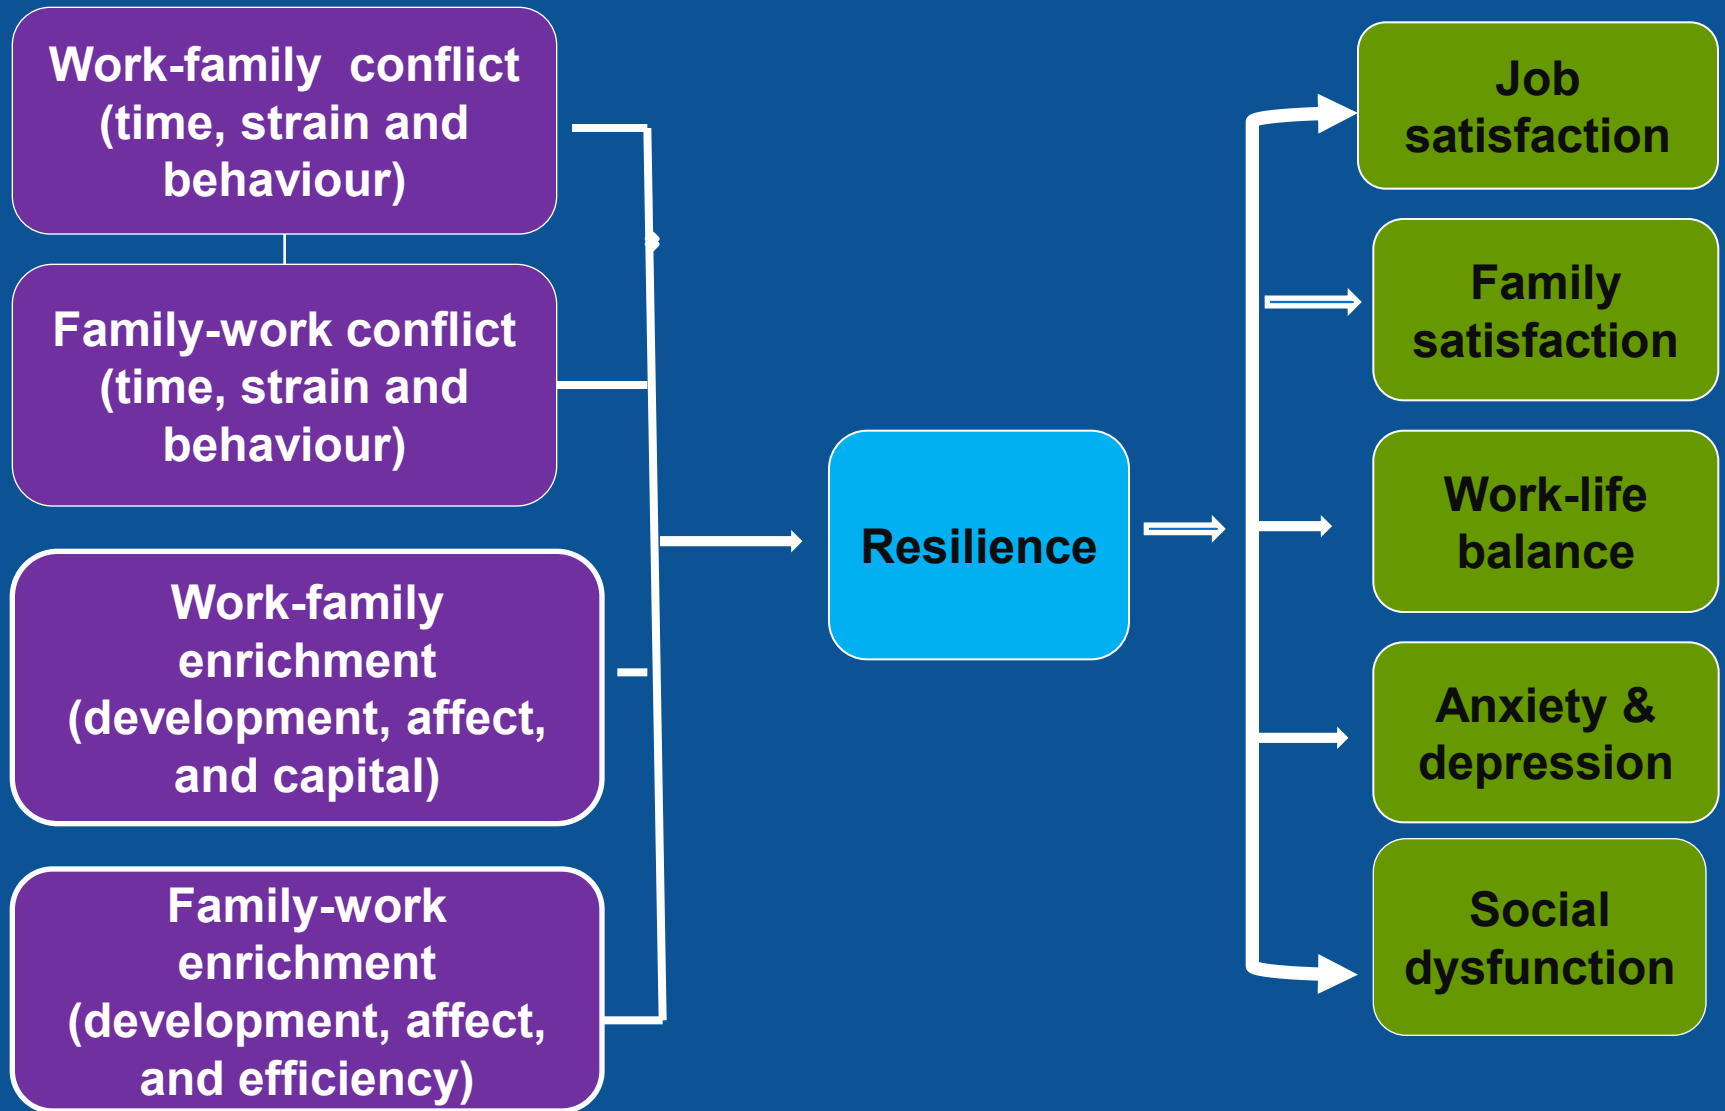 Work-family conflict
(time, strain and
behaviour)
Family-work conflict
(time, strain and
behaviour)
Work-family
enrichment
(development, affect,
and capital)
Family-work
enrichment
(development, affect,
and efficiency)
Resilience
Job
satisfaction
Family
satisfaction
Work-life
balance
Anxiety &
depression
Social
dysfunction